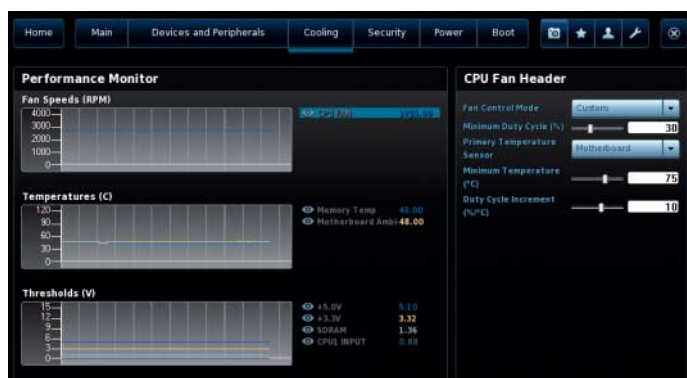 Home Main Devices and Peripherals Cooling Security Power Boot
Performance Monitor
Fan Speeds (RPM)
4000
3000
2000
1000
0
CPU FAN
Temperatures (C)
120
90
60
30
0
Memory Temp 45.00
Motherboard Ambi 48.00
Thresholds (V)
15
12
9
6
3
0
+5.0V 5.10
+3.3V 3.32
SDRAM 1.36
CPU1 INPUT 0.88
CPU Fan Header
Fan Control Mode Custom
Minimum Duty Cycle (%) 30
Primary Temperature
Sensor Motherboard
Minimum Temperature
(°C) 75
Duty Cycle Increment
(%/°C) 10